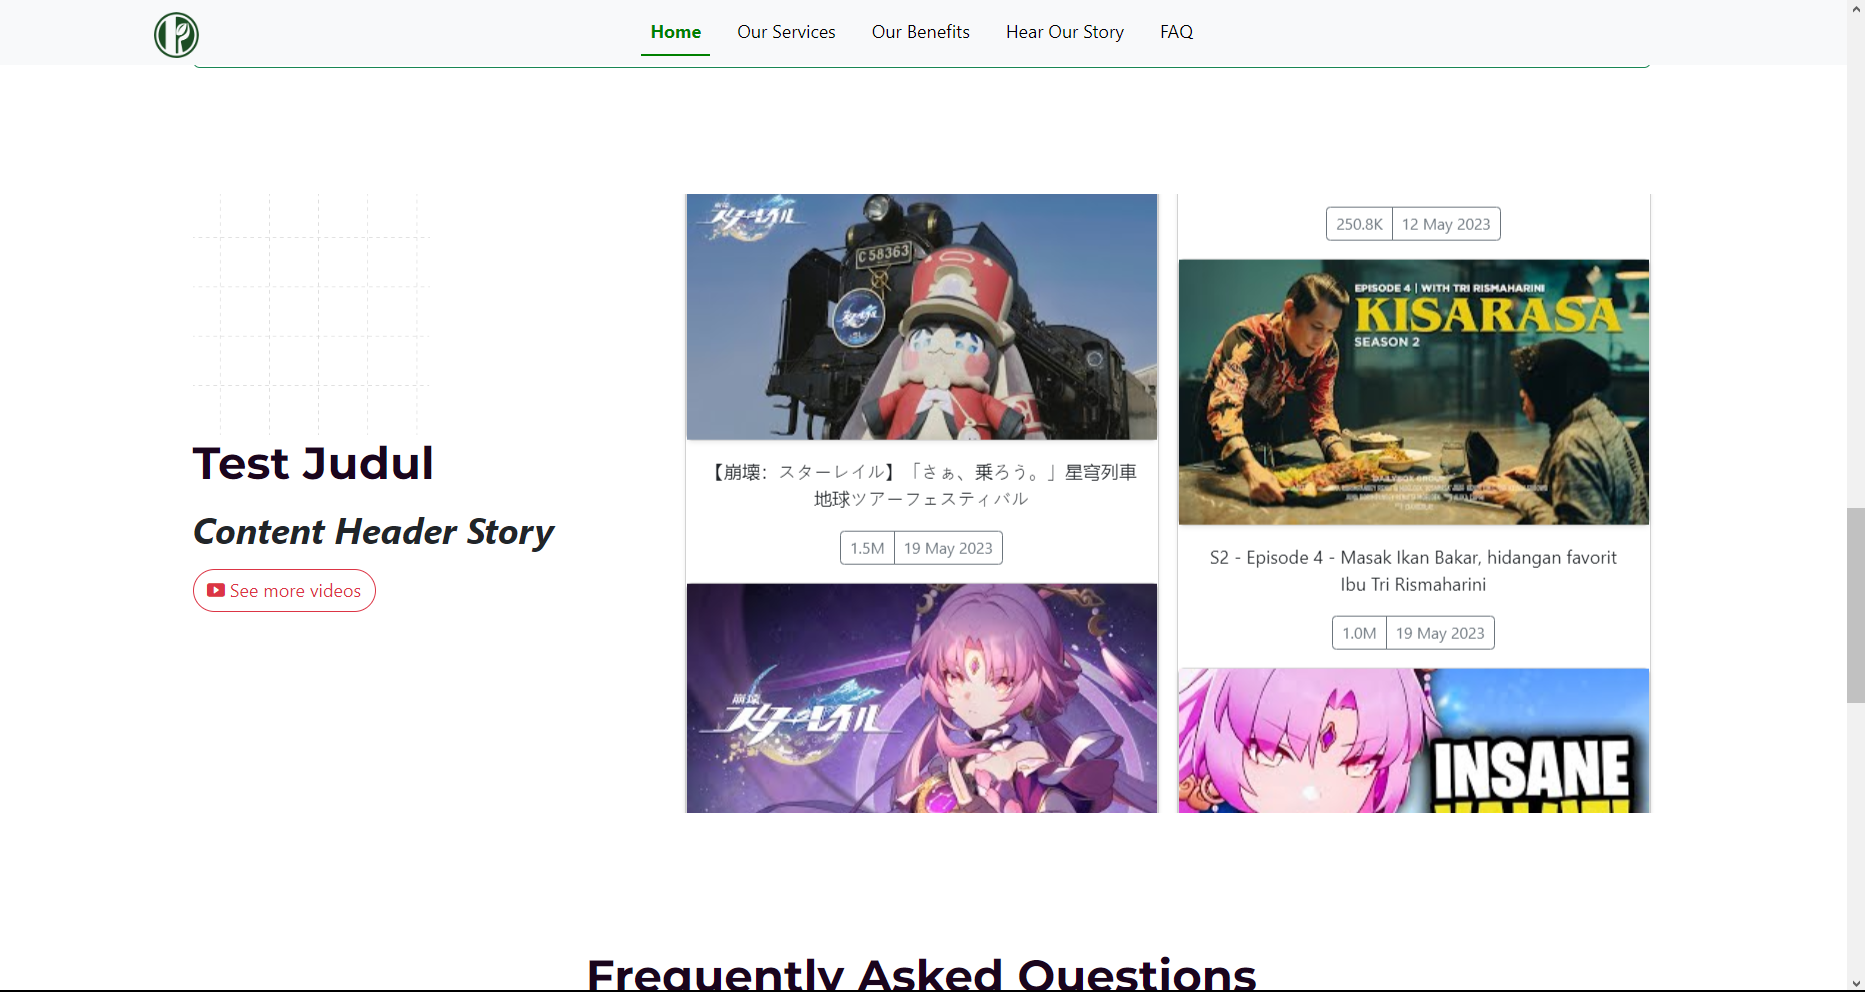 Home
Our Services
Our Benefits
Hear Our Story
FAQ
Test Judul
Content Header Story
See more videos
崩壊
スターレイル
C 58363
【崩壊：スターレイル】「さぁ、乗ろう。」星穹列車
地球ツアーフェスティバル
1.5M
19 May 2023
崩壊
スターレイル
250.8K
12 May 2023
EPISODE 4 | WITH TRI RISMAHARINI
KISARASA
SEASON 2
S2 - Episode 4 - Masak Ikan Bakar, hidangan favorit
Ibu Tri Rismaharini
1.0M
19 May 2023
INSANE
Frequently Asked Questions